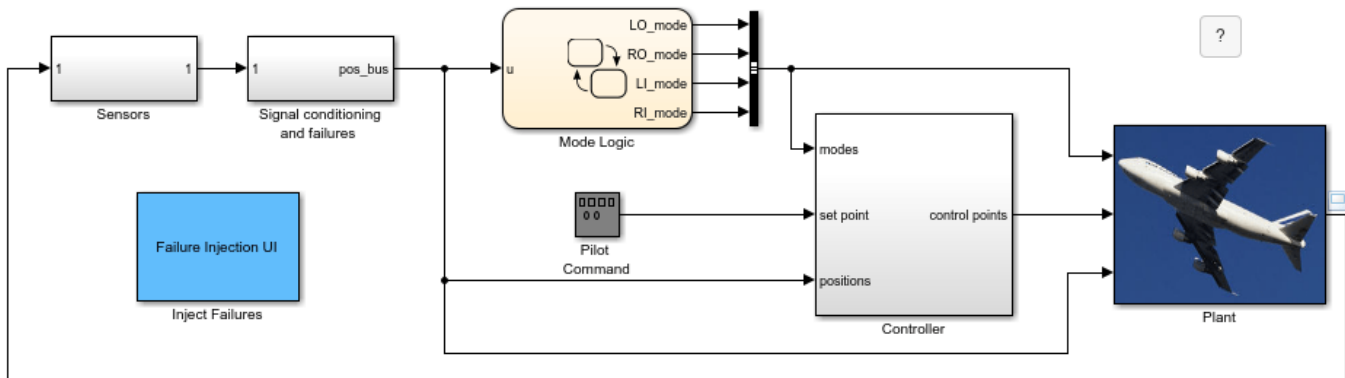 LO_mode
RO_mode
LI_mode
RI_mode
u
Mode Logic
?
1
1
Sensors
1
pos_bus
Signal conditioning
and failures
modes
set point
positions
control points
Controller
Pilot
Command
Failure Injection UI
Inject Failures
Plant